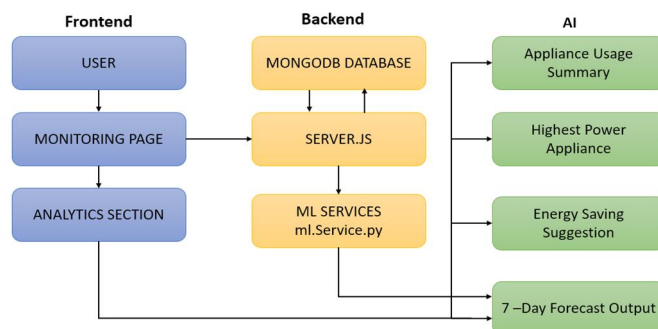 Frontend
Backend
AI
USER
MONITORING PAGE
ANALYTICS SECTION
MONGODB DATABASE
SERVER.JS
ML SERVICES
ml.Service.py
Appliance Usage
Summary
Highest Power
Appliance
Energy Saving
Suggestion
7 –Day Forecast Output